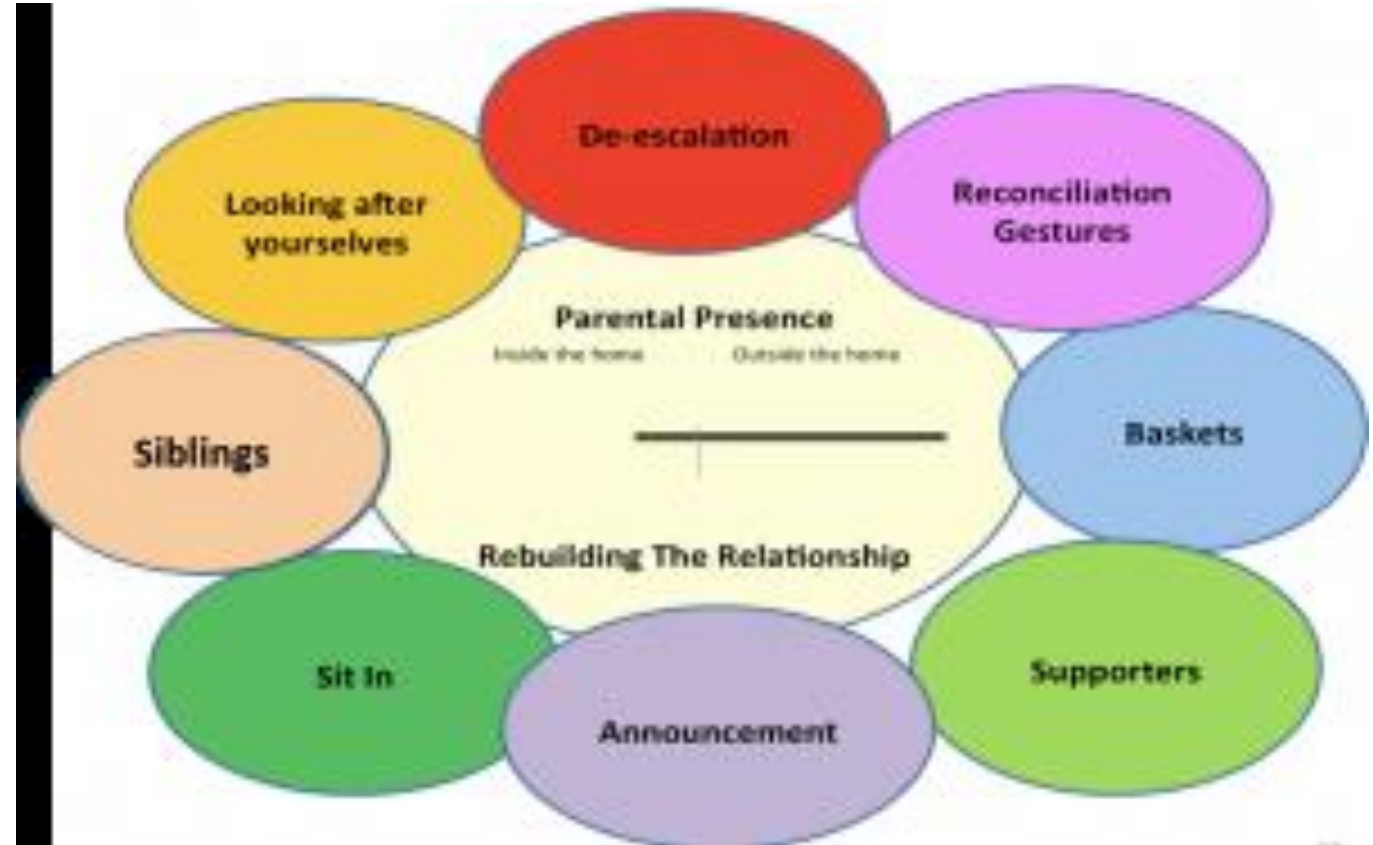 De-escalation
Looking after
yourselves
Reconciliation
Gestures
Parental Presence
Inside the home Outside the home
Siblings
Baskets
Rebuilding The Relationship
Sit In
Supporters
Announcement